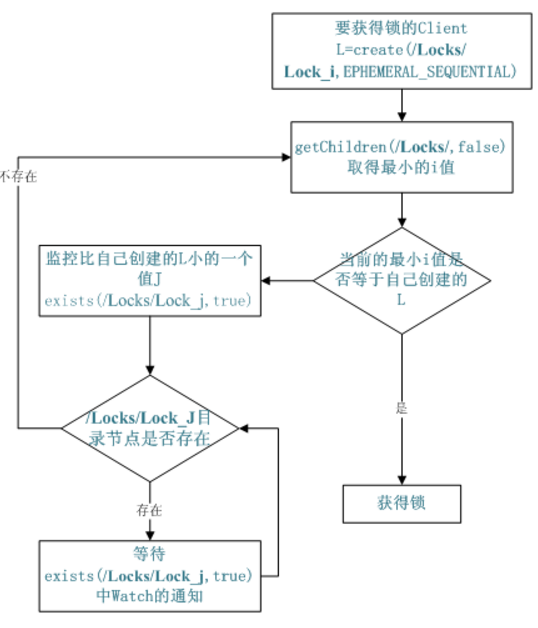 要获得锁的Client
L=create(/Locks/
Lock_i,EPHEMERAL_SEQUENTIAL)
getChildren(/Locks/,false)
取得最小的i值
当前的最小i值是
否等于自己创建的
L
是
获得锁
监控比自己创建的L小的一个
值J
exists(/Locks/Lock_j,true)
/Locks/Lock_J目
录节点是否存在
不存在
存在
等待
exists(/Locks/Lock_j,true)
中Watch的通知